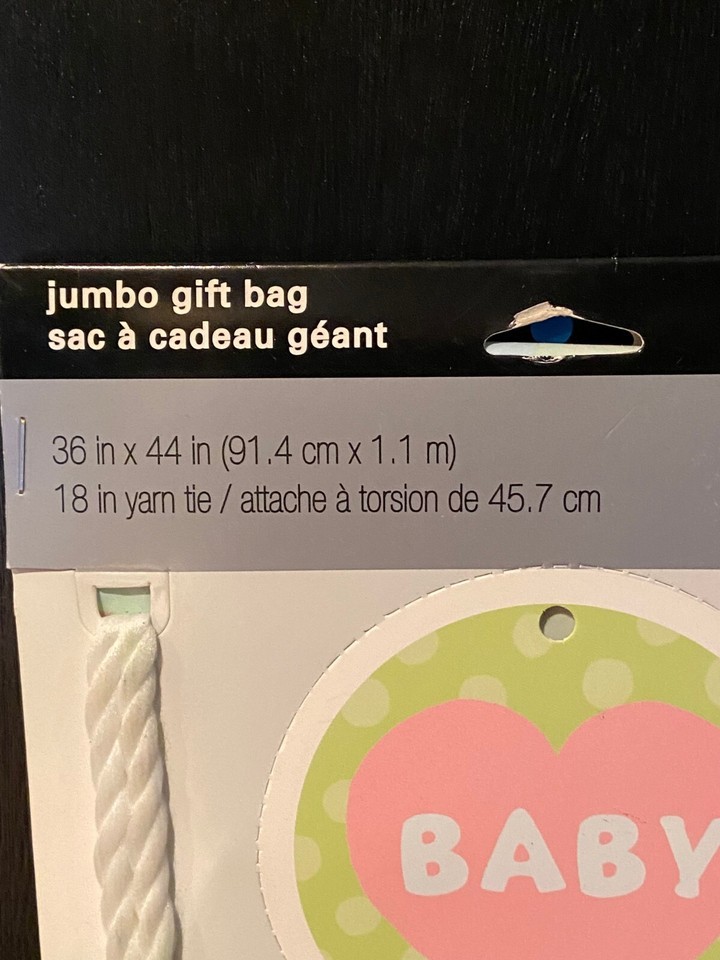 jumbo gift bag
sac à cadeau géant
36 in x 44 in (91.4 cm x 1.1 m)
18 in yarn tie / attache à torsion de 45.7 cm
BABY